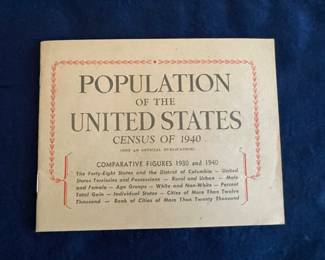 POPULATION
OF THE
UNITED STATES
CENSUS OF 1940
(NOT AN OFFICIAL PUBLICATION)
COMPARATIVE FIGURES 1930 and 1940
The Forty-Eight States and the District of Columbia — United
States Territories and Possessions — Rural and Urban — Male
and Female — Age Groups — White and Non-White — Percent
Total Gain — Individual States — Cities of More Than Twelve
Thousand — Rank of Cities of More Than Twenty Thousand